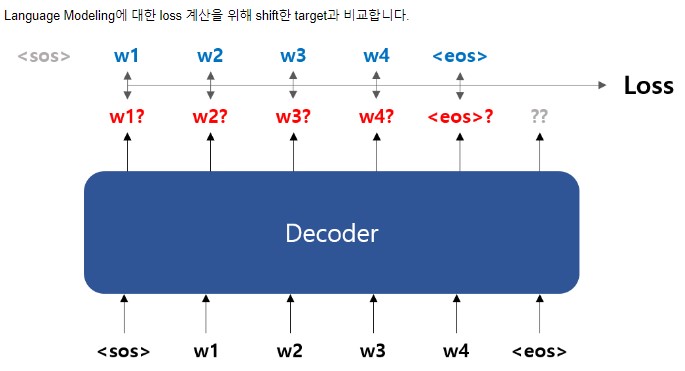 Language Modeling에 대한 loss 계산을 위해 shift한 target과 비교합니다.
<sos> w1 w2 w3 w4 <eos>
Loss
w1? w2? w3? w4? <eos>? ??
Decoder
<sos> w1 w2 w3 w4 <eos>